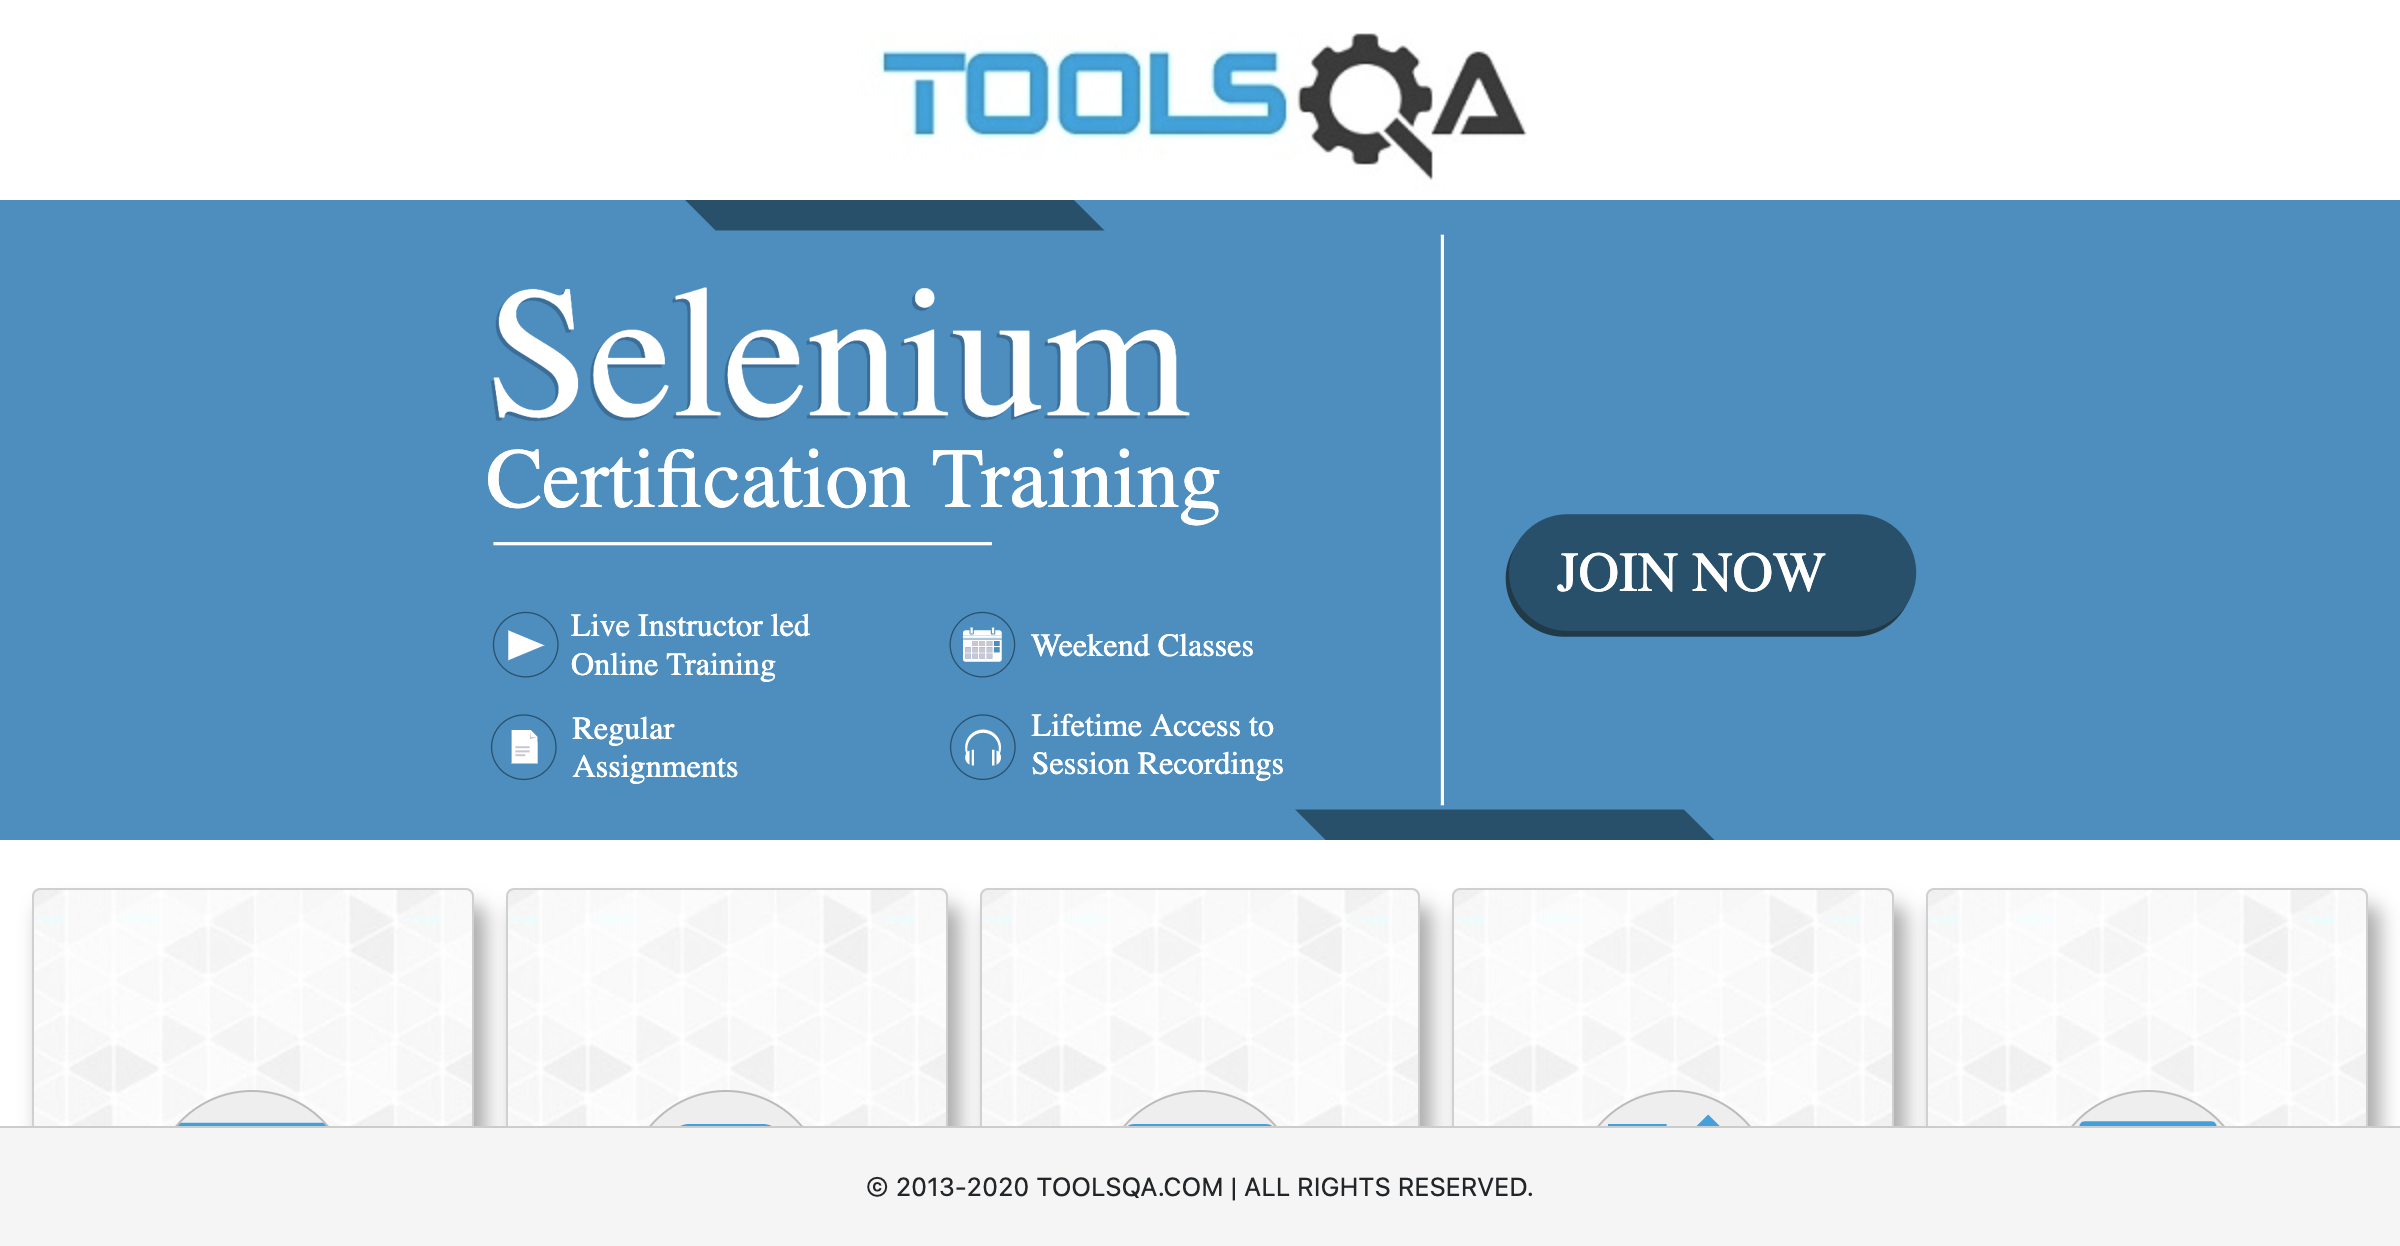 TOOLSQA
Selenium
Certification Training
Live Instructor led
Online Training
Weekend Classes
Regular
Assignments
Lifetime Access to
Session Recordings
JOIN NOW
© 2013-2020 TOOLSQA.COM | ALL RIGHTS RESERVED.